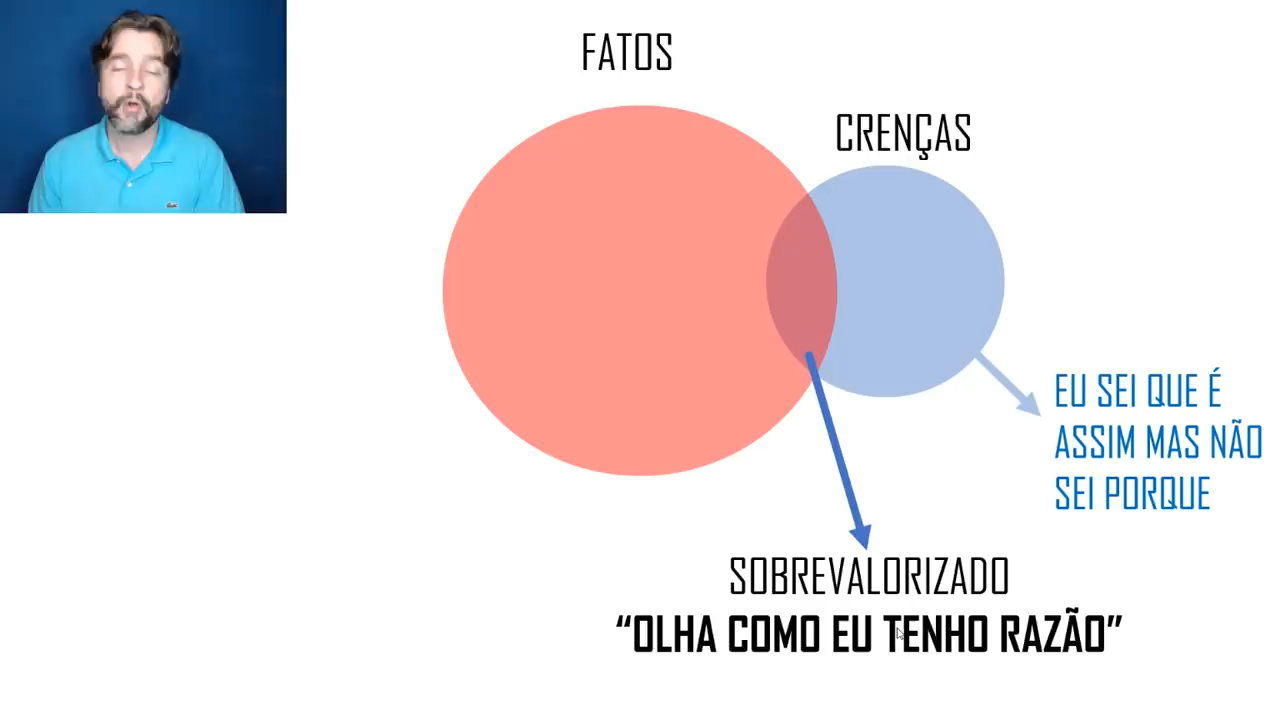 FATOS
CRENÇAS
EU SEI QUE É
ASSIM MAS NÃO
SEI PORQUE
SOBREVALORIZADO
“OLHA COMO EU TENHO RAZÃO”